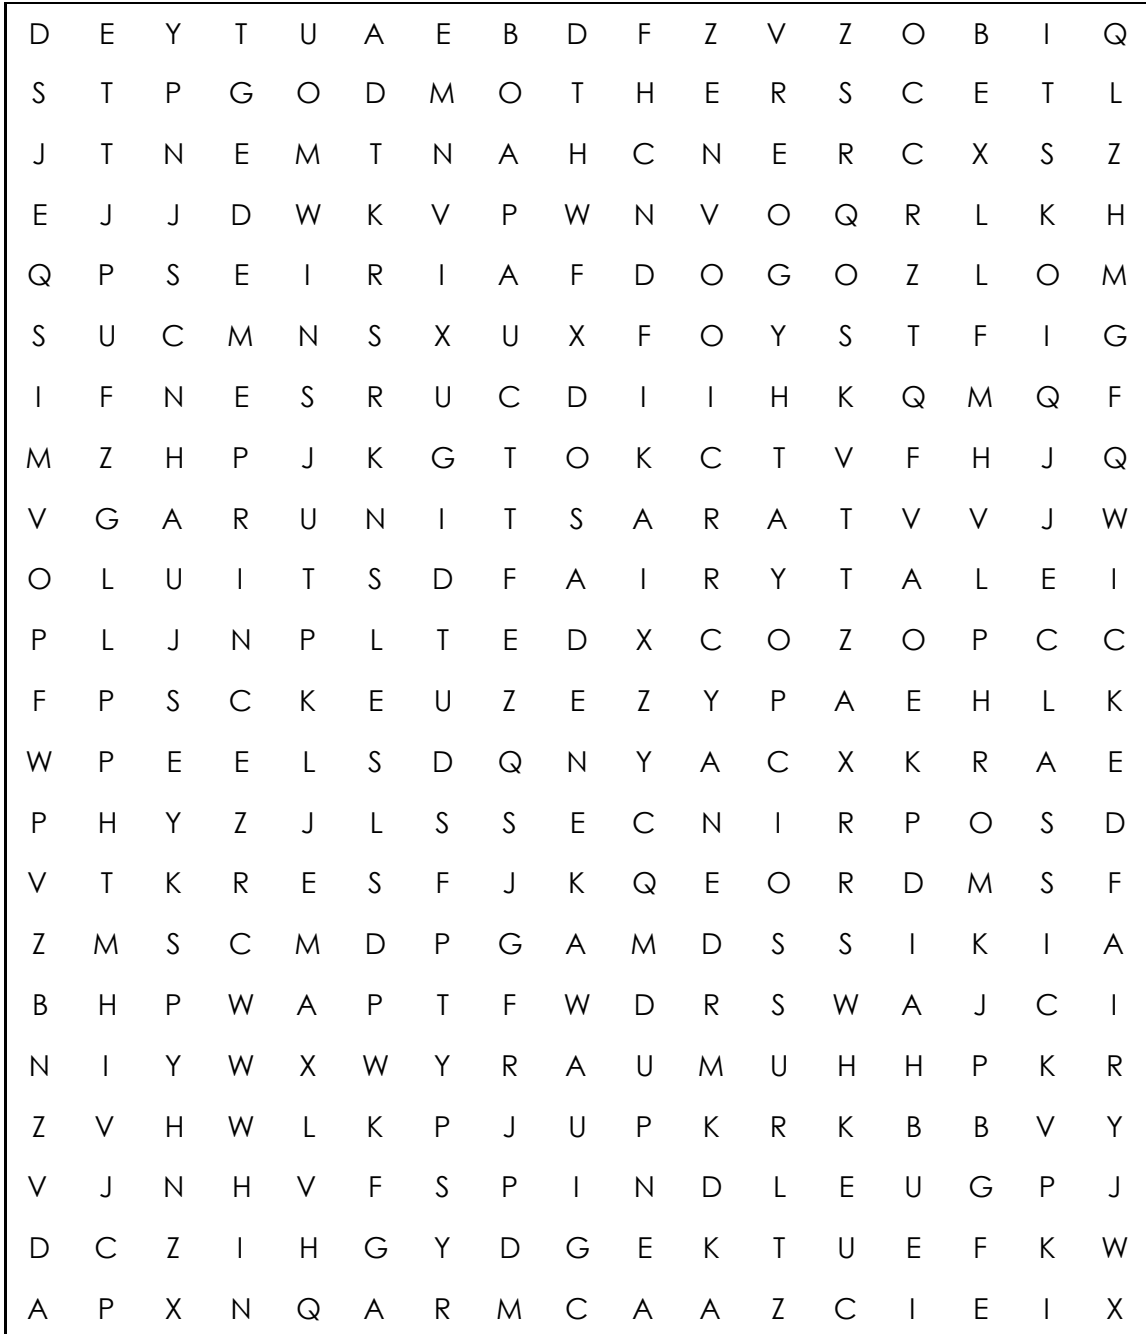 D E Y T U A E B D F Z V Z O B I Q
S T P G O D M O T H E R S C E T L
J T N E M T N A H C N E R C X S Z
E J J D W K V P W N V O Q R L K H
Q P S E I R I A F D O G O Z L O M
S U C M N S X U X F O Y S T F I G
I F N E S R U C D I I H K Q M Q F
M Z H P J K G T O K C T V F H J Q
V G A R U N I T S A R A T V V J W
O L U I T S D F A I R Y T A L E I
P L J N P L T E D X C O Z O P C C
F P S C K E U Z E Z Y P A E H L K
W P E E L S D Q N Y A C X K R A E
P H Y Z J L S S E C N I R P O S D
V T K R E S F J K Q E O R D M S F
Z M S C M D P G A M D S S I K I A
B H P W A P T F W D R S W A J C I
N I Y W X W Y R A U M U H H P K R
Z V H W L K P J U P K R K B B V Y
V J N H V F S P I N D L E U G P J
D C Z I H G Y D G E K T U E F K W
A P X N Q A R M C A A Z C I E I X